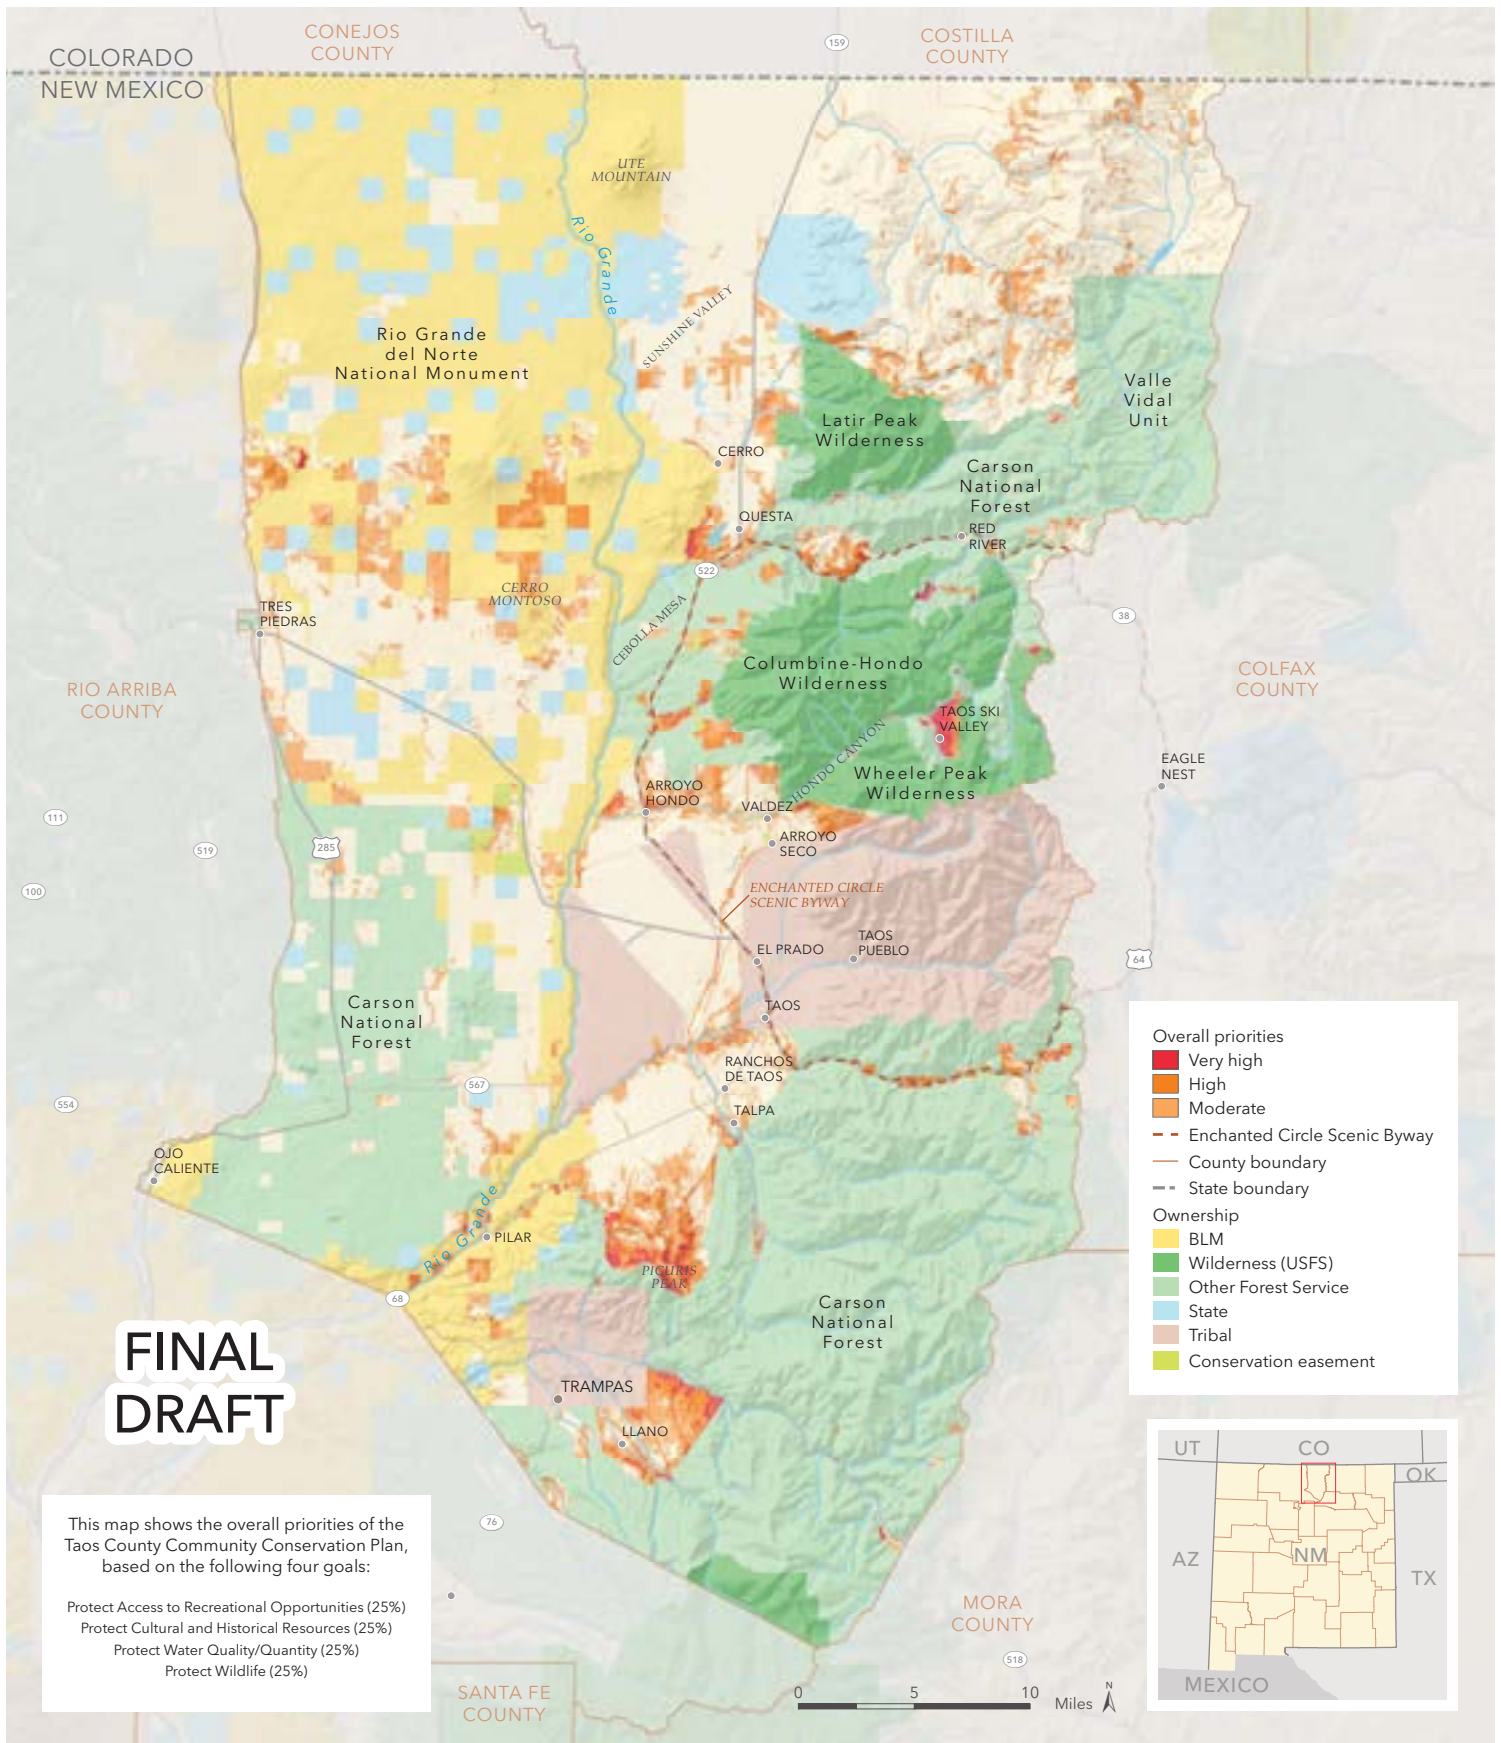 CONEJOS
COUNTY
159
COSTILLA
COUNTY
COLORADO
NEW MEXICO
UTE
MOUNTAIN
Rio Grande
SUNSHINE VALLEY
Rio Grande
del Norte
National Monument
Valle
Vidal
Unit
Latir Peak
Wilderness
CERRO
Carson
National
Forest
QUESTA
RED
RIVER
522
CERRO
MONTOSO
CEBOLLA MESA
TRES
PIEDRAS
38
RIO ARRIBA
COUNTY
Columbine-Hondo
Wilderness
COLFAX
COUNTY
TAOS SKI
VALLEY
HONDO CANYON
EAGLE
NEST
Wheeler Peak
Wilderness
ARROYO
HONDO
VALDEZ
111
285
519
ARROYO
SECO
100
ENCHANTED CIRCLE
SCENIC BYWAY
EL PRADO
TAOS
PUEBLO
64
TAOS
Carson
National
Forest
RANCHOS
DE TAOS
567
554
TALPA
OJO
CALIENTE
Rio Grande
PILAR
PICURIS
PEAK
68
Carson
National
Forest
FINAL
DRAFT
TRAMPAS
LLANO
76
Overall priorities
Very high
High
Moderate
Enchanted Circle Scenic Byway
County boundary
State boundary
Ownership
BLM
Wilderness (USFS)
Other Forest Service
State
Tribal
Conservation easement
UT
CO
OK
AZ
NM
TX
MEXICO
This map shows the overall priorities of the
Taos County Community Conservation Plan,
based on the following four goals:
Protect Access to Recreational Opportunities (25%)
Protect Cultural and Historical Resources (25%)
Protect Water Quality/Quantity (25%)
Protect Wildlife (25%)
MORA
COUNTY
518
SANTA FE
COUNTY
0
5
10
Miles
N